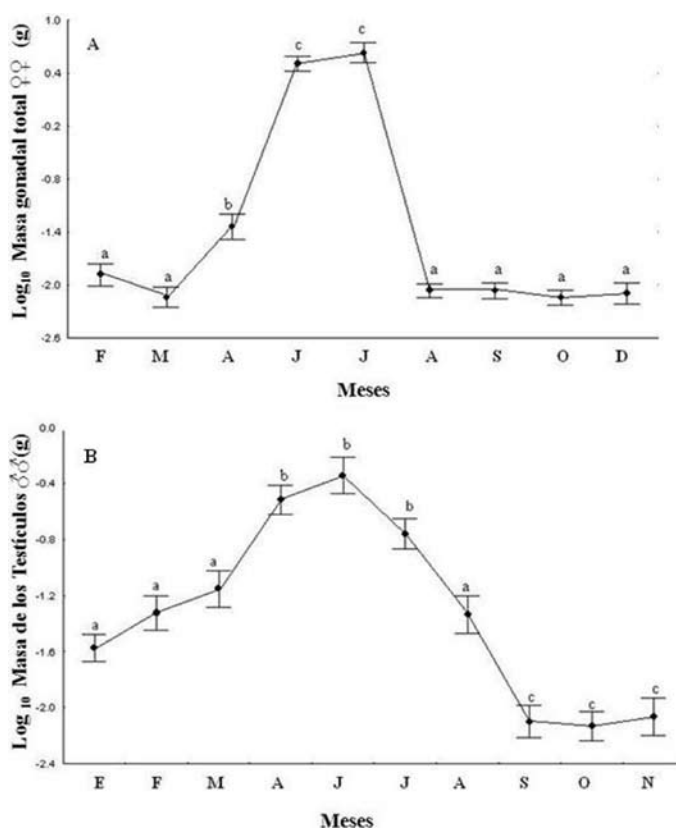 A
Log₁₀ Masa gonadal total ♀♀ (g)
1.0
0.4
-0.2
-0.8
-1.4
-2.0
-2.6
a
a
b
c
c
a
a
a
a
F M A J J A S O D
Meses
B
Log ₁₀ Masa de los Testículos ♂♂(g)
0.0
-0.4
-0.8
-1.2
-1.6
-2.0
-2.4
a
a
a
b
b
b
a
c
c
c
E F M A J J A S O N
Meses